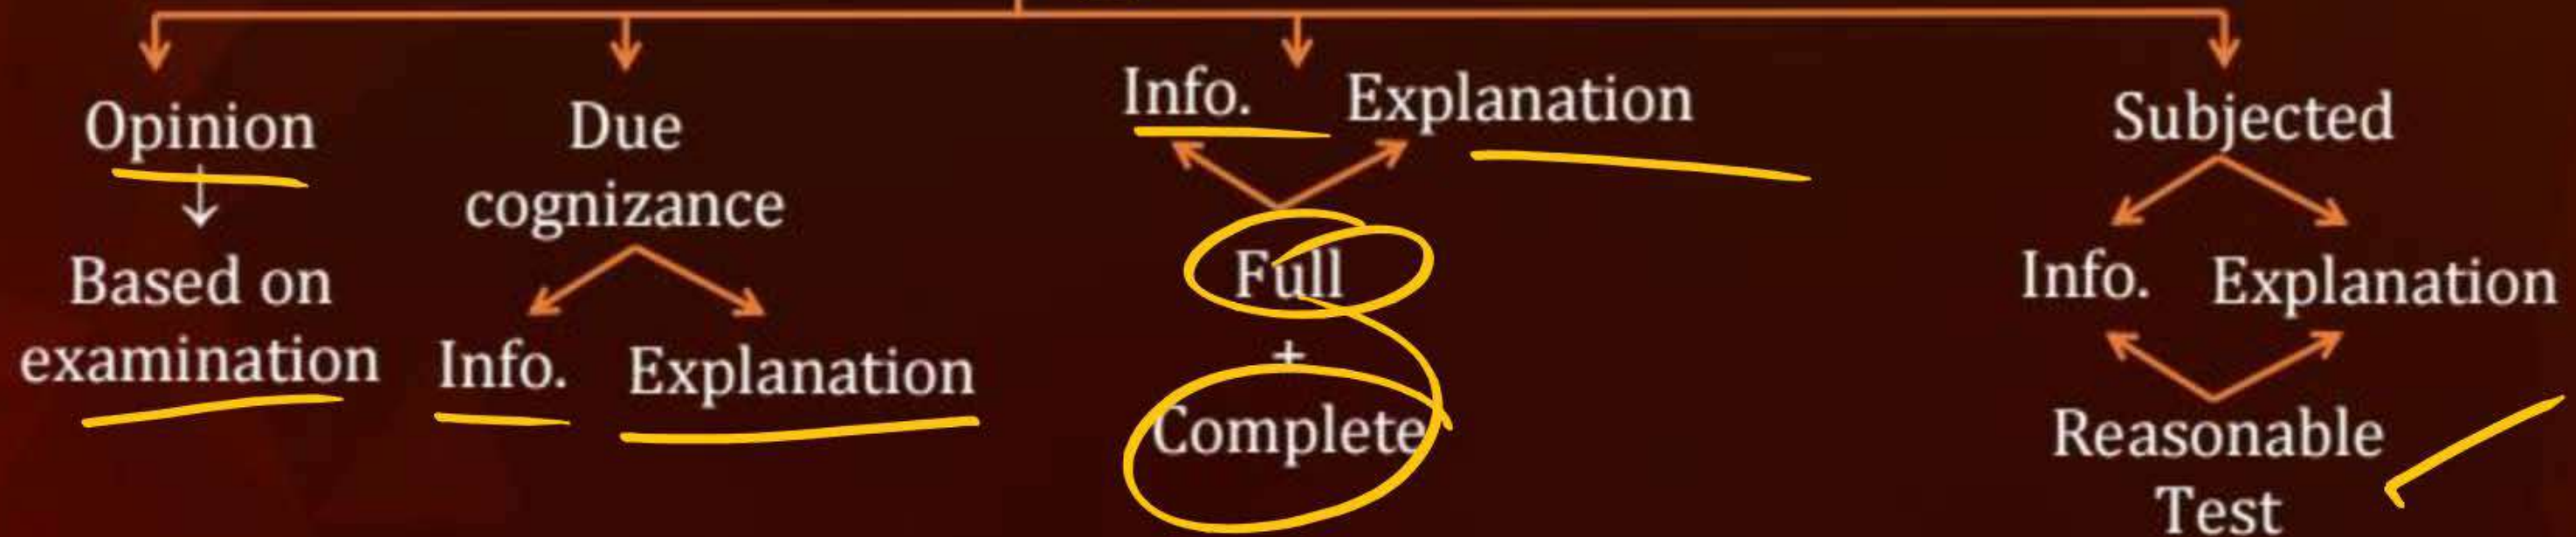 Opinion
Based on
examination
Due
cognizance
Info. Explanation
Info. Explanation
Full
+
Complete
Subjected
Info. Explanation
Reasonable
Test